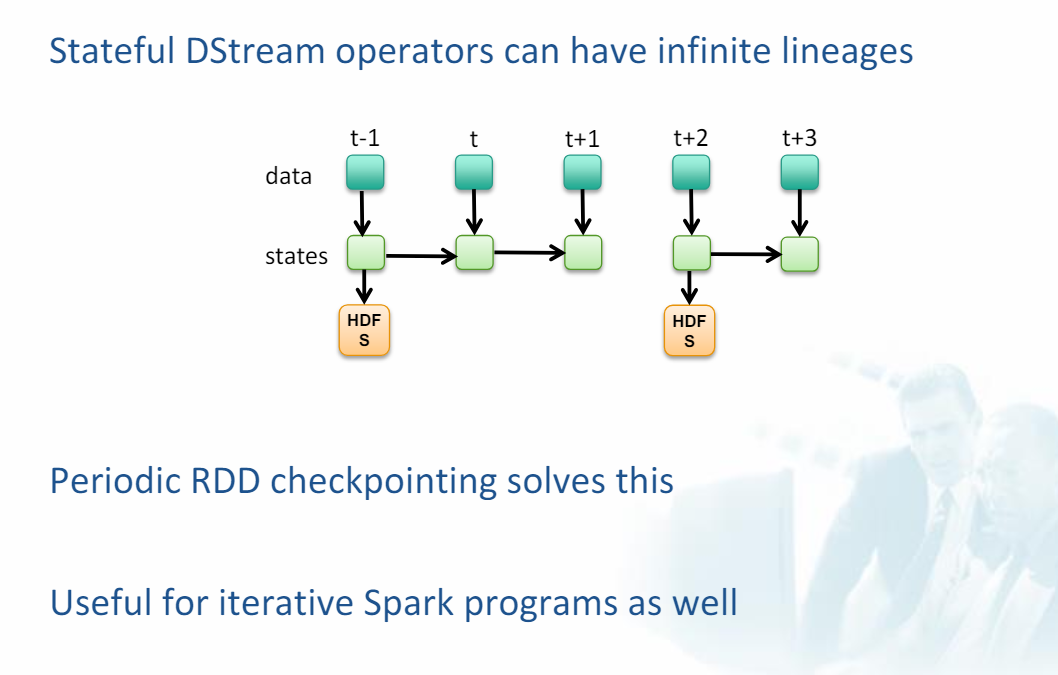 Stateful DStream operators can have infinite lineages
t-1 t t+1 t+2 t+3
data
states
HDF HDF
S S
Periodic RDD checkpointing solves this
Useful for iterative Spark programs as well